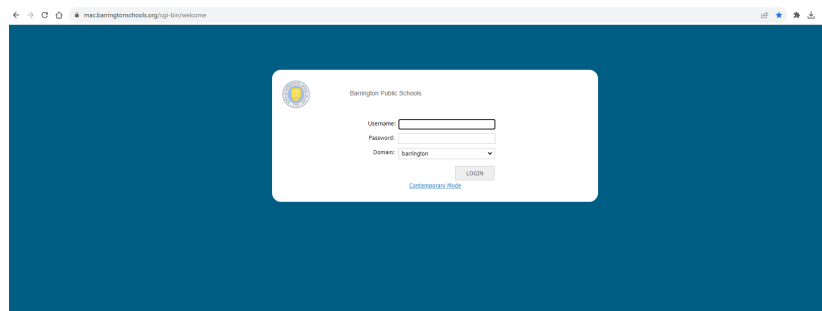 mac.barringtonschools.org/cgi-bin/welcome
Barrington Public Schools
Username:
Password:
Domain: barrington
LOGIN
Contemporary Mode